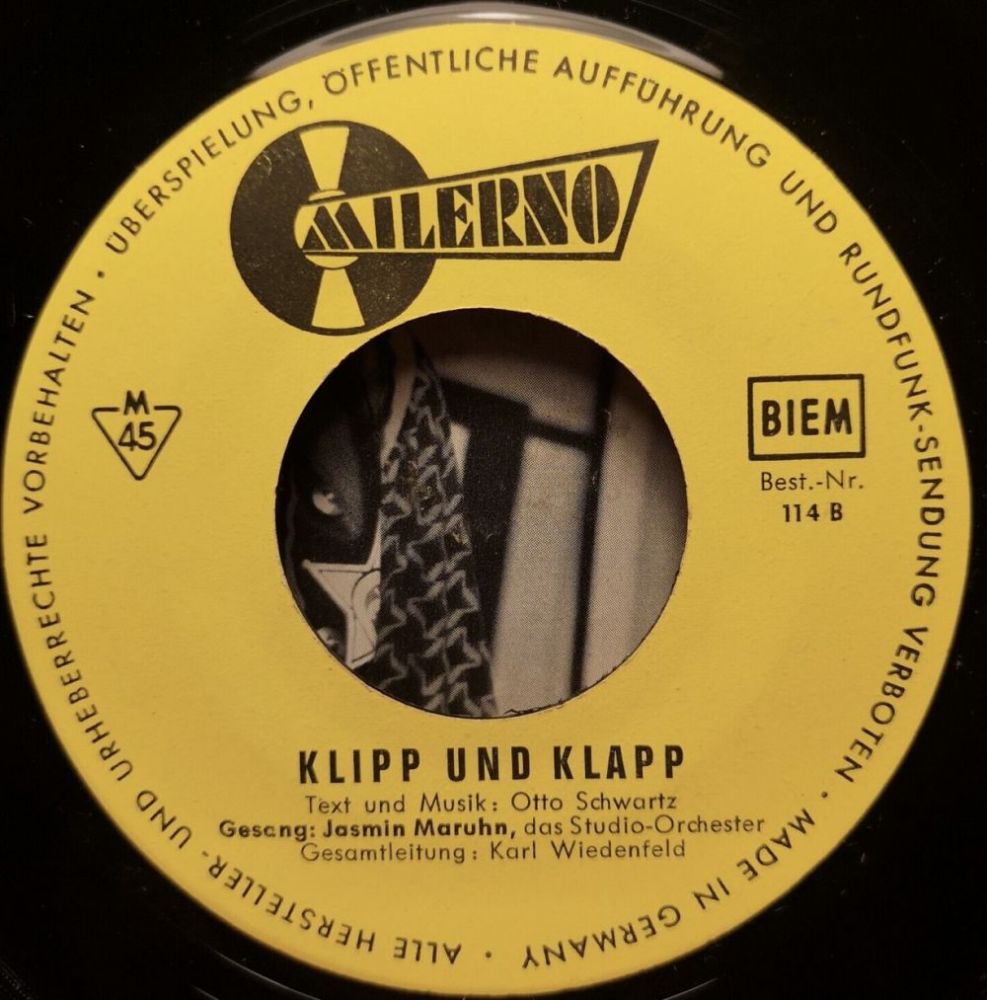 ÜBERSPIELUNG, ÖFFENTLICHE AUFFÜHRUNG UND RUNDFUNK-SENDUNG VERBOTEN · MADE IN GERMANY · ALLE HERSTELLER- UND URHEBERRECHTE VORBEHALTEN ·
MILERNO
M
45
BIEM
Best.-Nr.
114 B
KLIPP UND KLAPP
Text und Musik: Otto Schwartz
Gesang: Jasmin Maruhn, das Studio-Orchester
Gesamtleitung: Karl Wiedenfeld